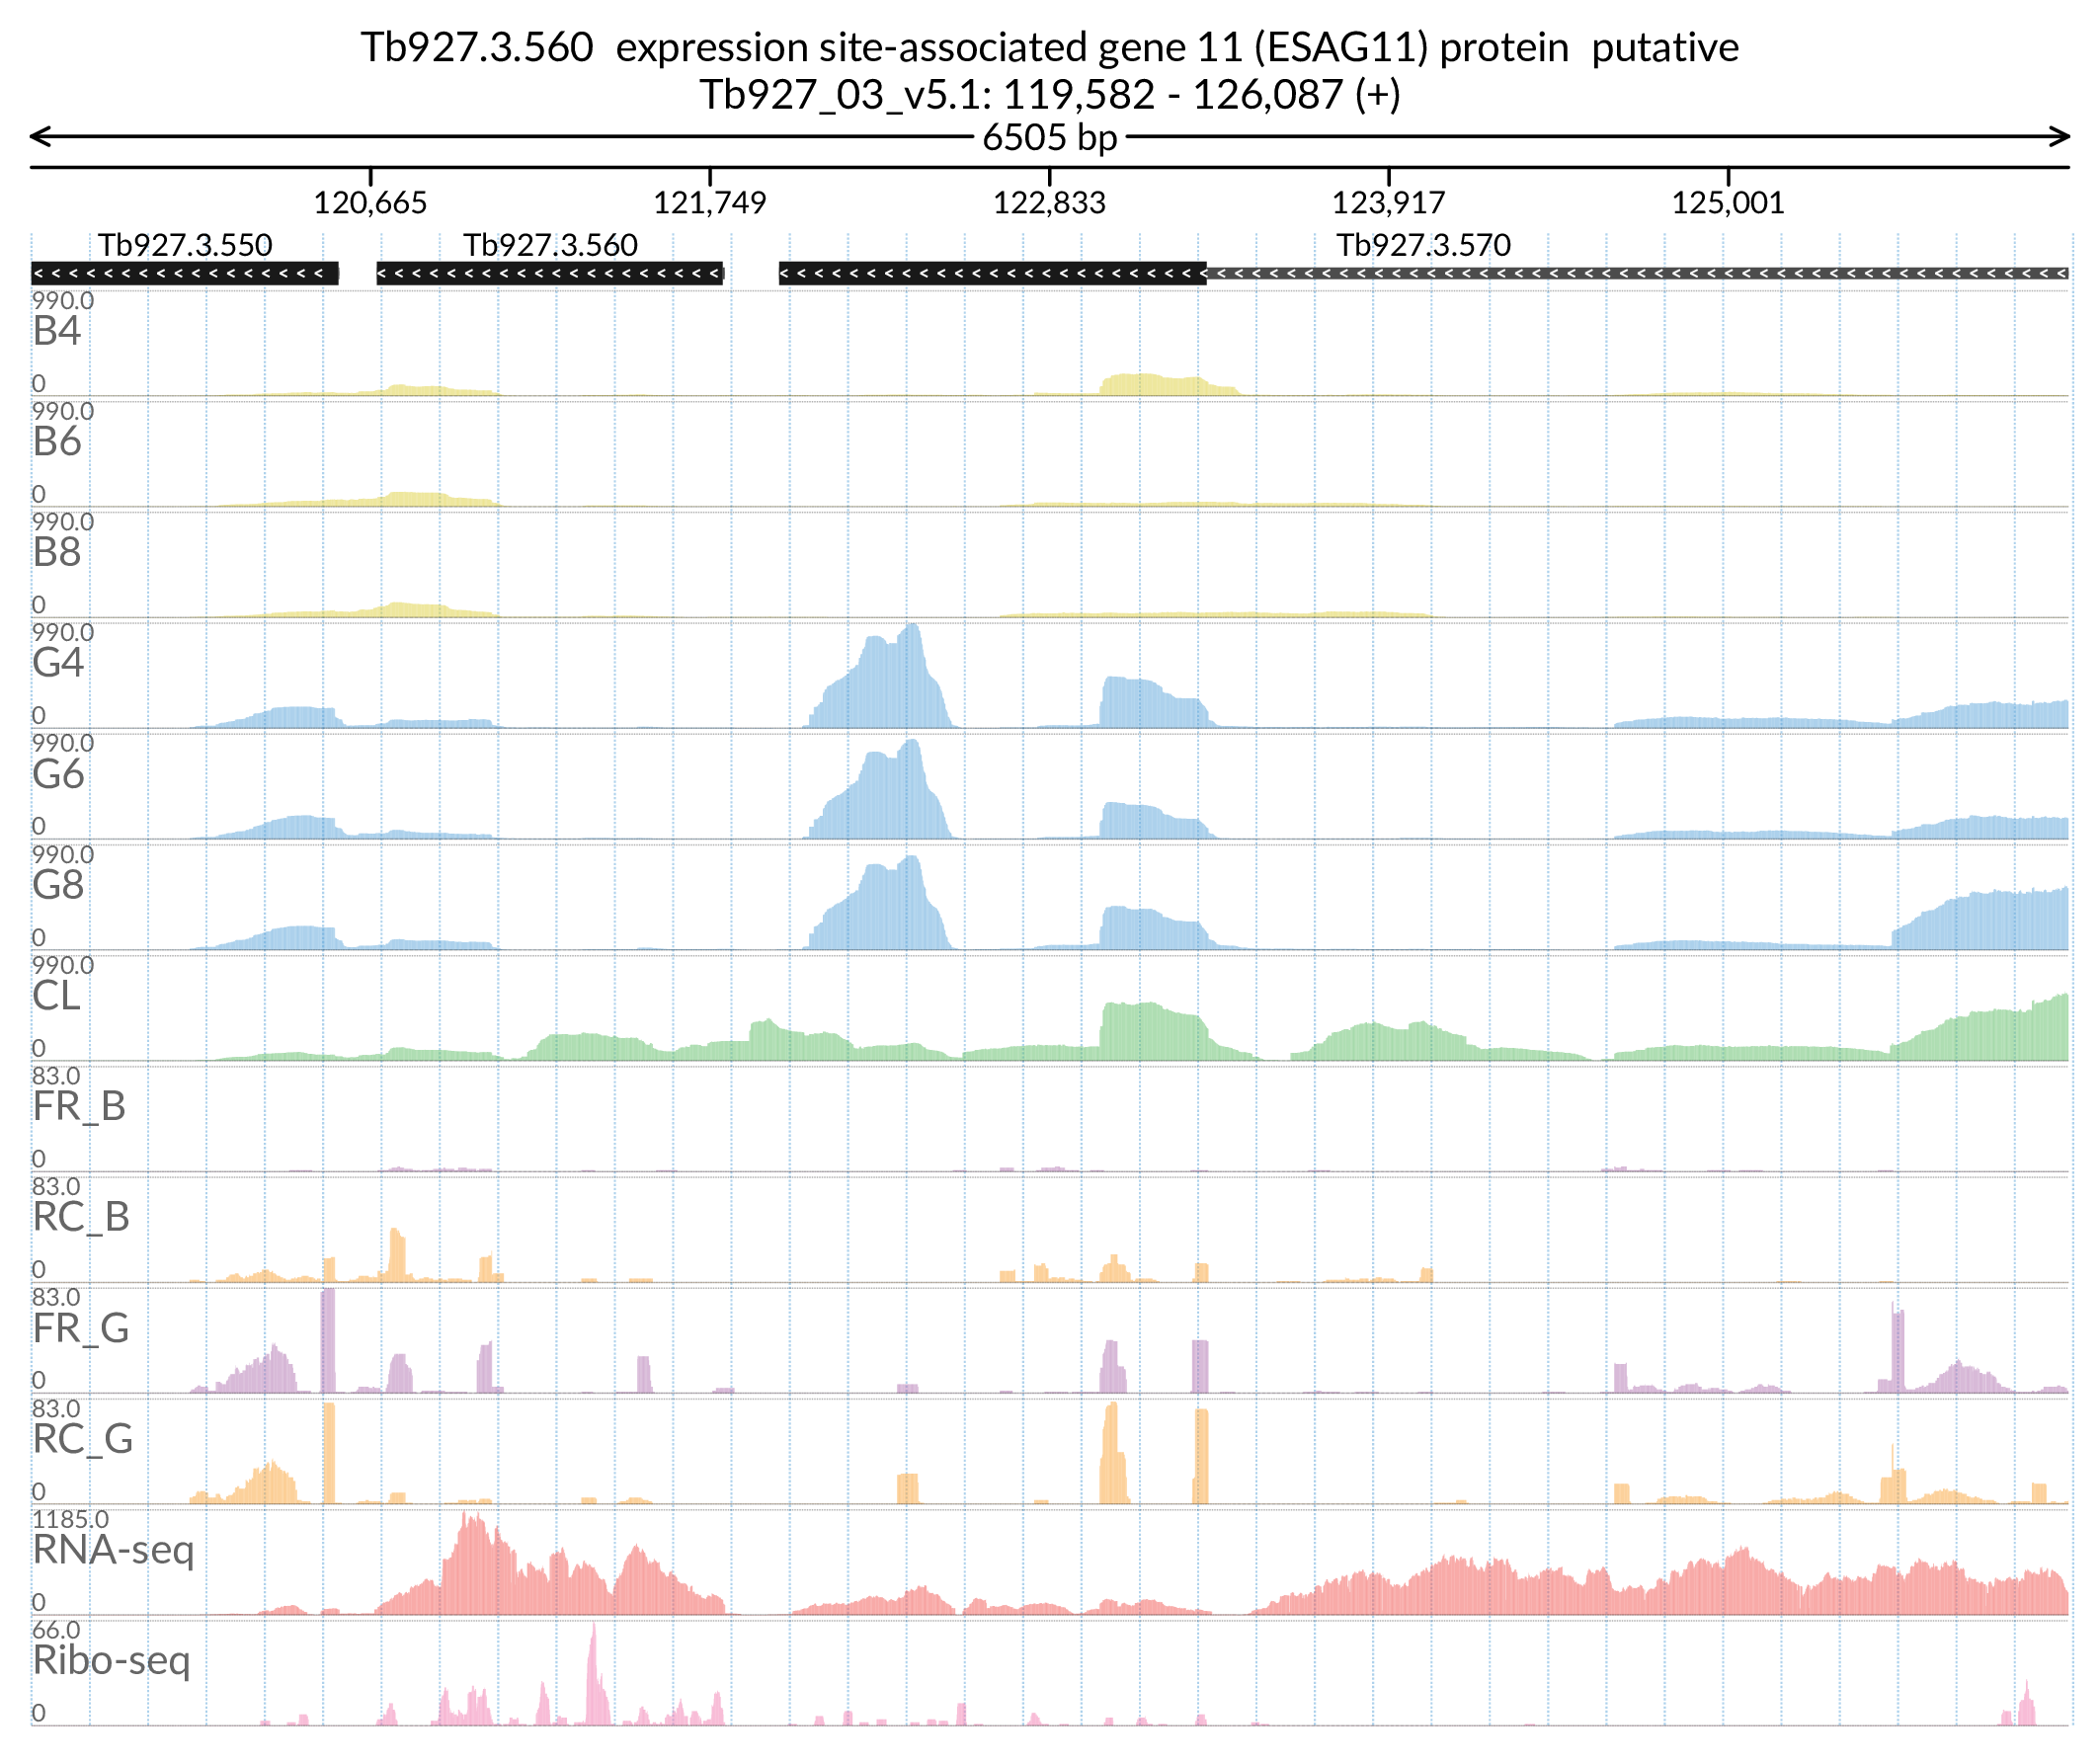 Tb927.3.560  expression site-associated gene 11 (ESAG11) protein  putative
Tb927_03_v5.1: 119,582 - 126,087 (+)
6505 bp
120,665 121,749 122,833 123,917 125,001
Tb927.3.550 Tb927.3.560 Tb927.3.570
990.0
B4
0
990.0
B6
0
990.0
B8
0
990.0
G4
0
990.0
G6
0
990.0
G8
0
990.0
CL
0
83.0
FR_B
0
83.0
RC_B
0
83.0
FR_G
0
83.0
RC_G
0
1185.0
RNA-seq
0
66.0
Ribo-seq
0